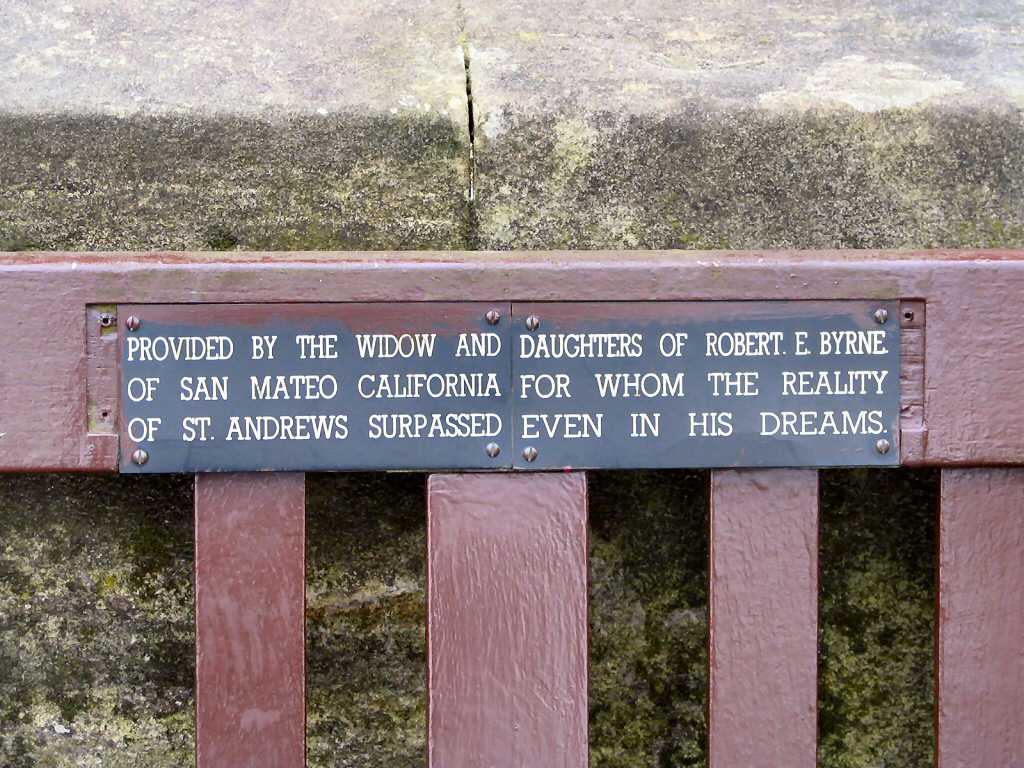 PROVIDED BY THE WIDOW AND DAUGHTERS OF ROBERT. E. BYRNE.
OF SAN MATEO CALIFORNIA FOR WHOM THE REALITY
OF ST. ANDREWS SURPASSED EVEN IN HIS DREAMS.